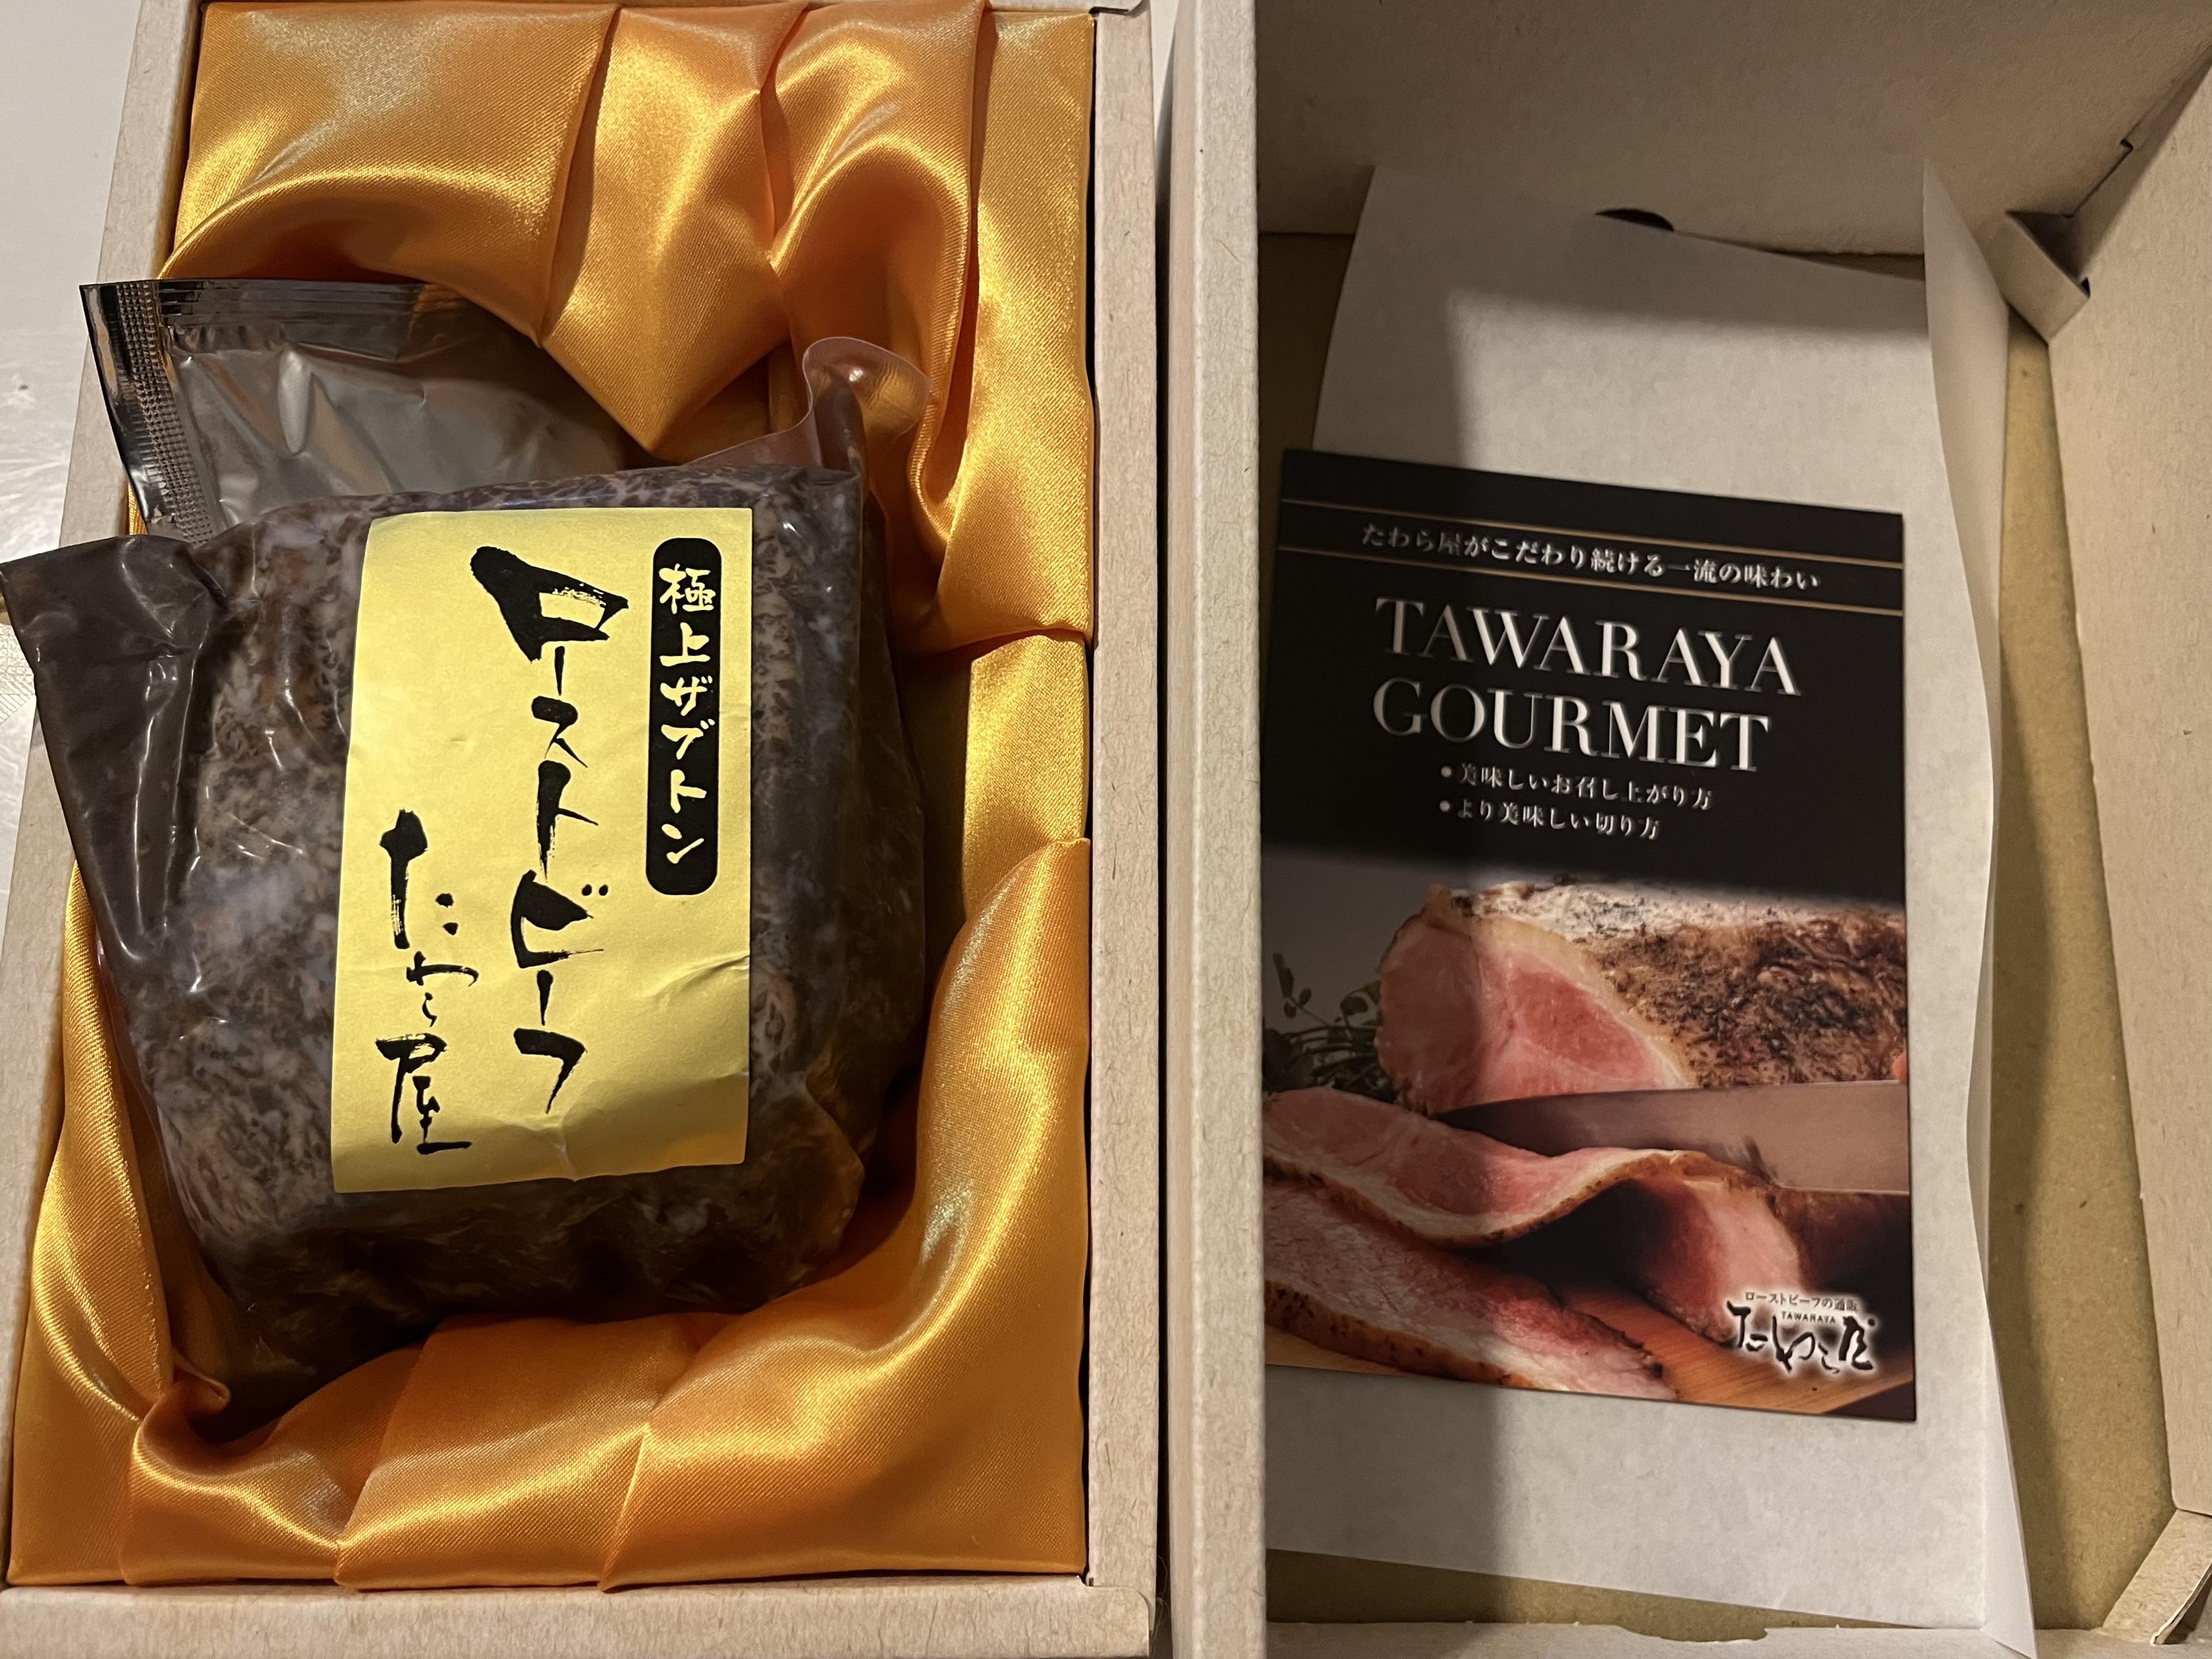 極上ザブトン
ローストビーフ
たわら屋
たわら屋がこだわり続ける一流の味わい
TAWARAYA
GOURMET
•美味しいお召し上がり方
•より美味しい切り方
ローストビーフの通販
TAWARAYA
たわら屋